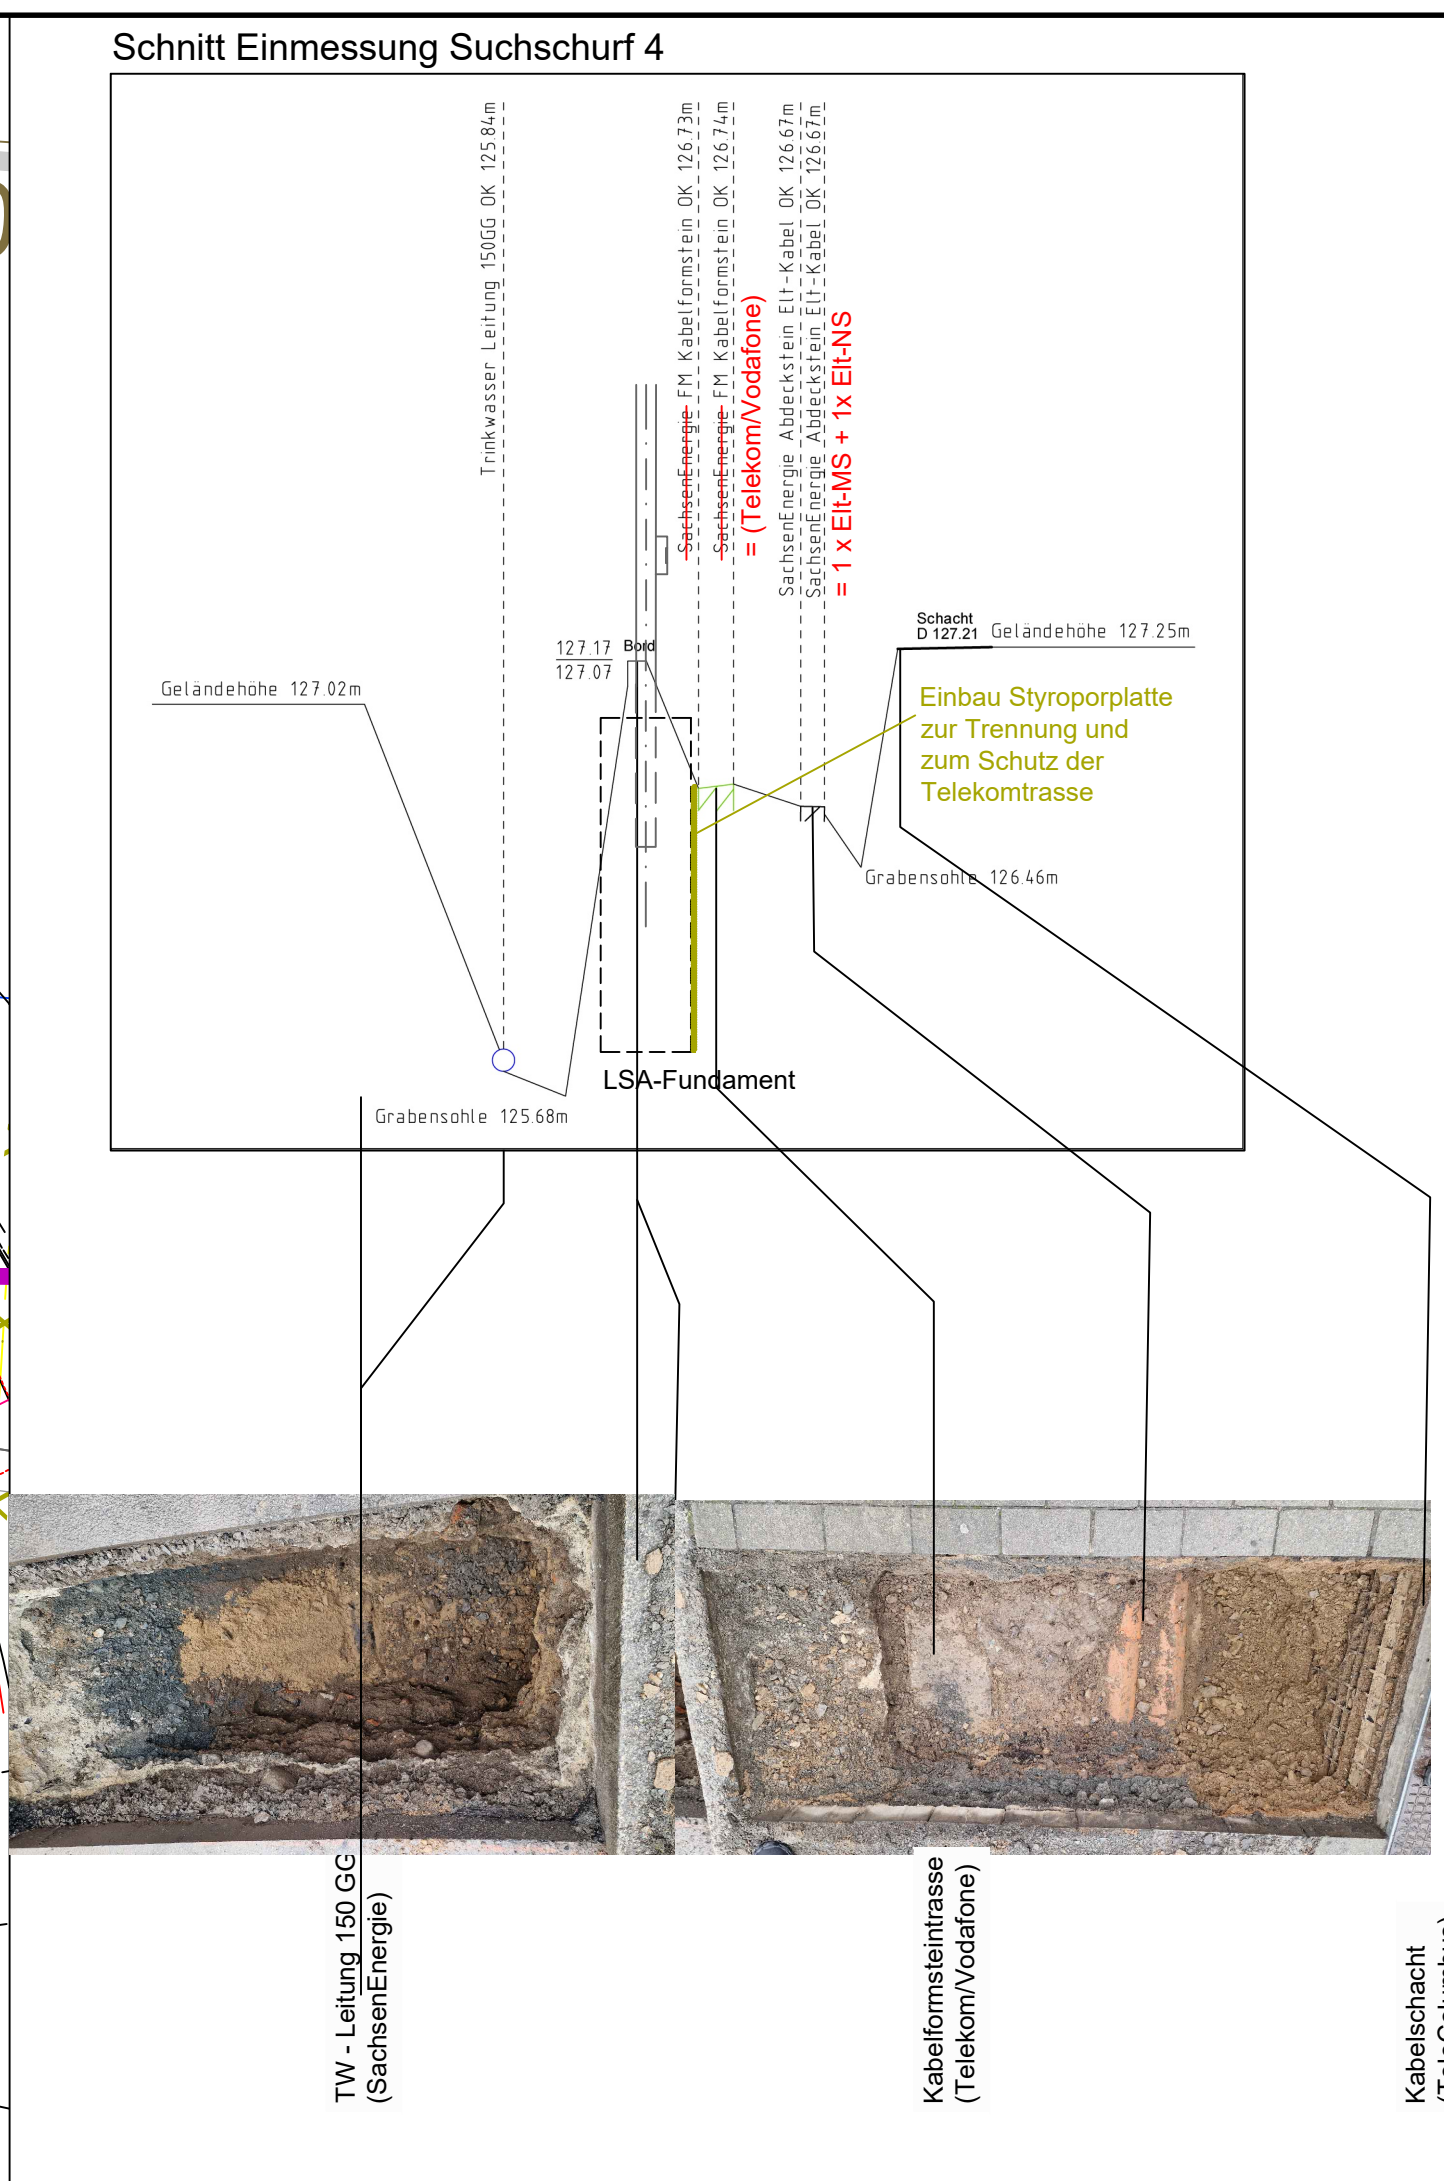 Schnitt Einmessung Suchschurf 4
Trinkwasser Leitung 150GG OK 125.84m
SachsenEnergie FM Kabelformstein OK 126.73m
SachsenEnergie FM Kabelformstein OK 126.74m
= (Telekom/Vodafone)
SachsenEnergie Abdeckstein Elt-Kabel OK 126.67m
SachsenEnergie Abdeckstein Elt-Kabel OK 126.67m
= 1 x Elt-MS + 1x Elt-NS
Geländehöhe 127.02m
127.17
127.07
Bord
Schacht
D 127.21
Geländehöhe 127.25m
Einbau Styroporplatte
zur Trennung und
zum Schutz der
Telekomtrasse
Grabensohle 126.46m
LSA-Fundament
Grabensohle 125.68m
TW - Leitung 150 GG
(SachsenEnergie)
Kabelformsteintrasse
(Telekom/Vodafone)
Kabelschacht